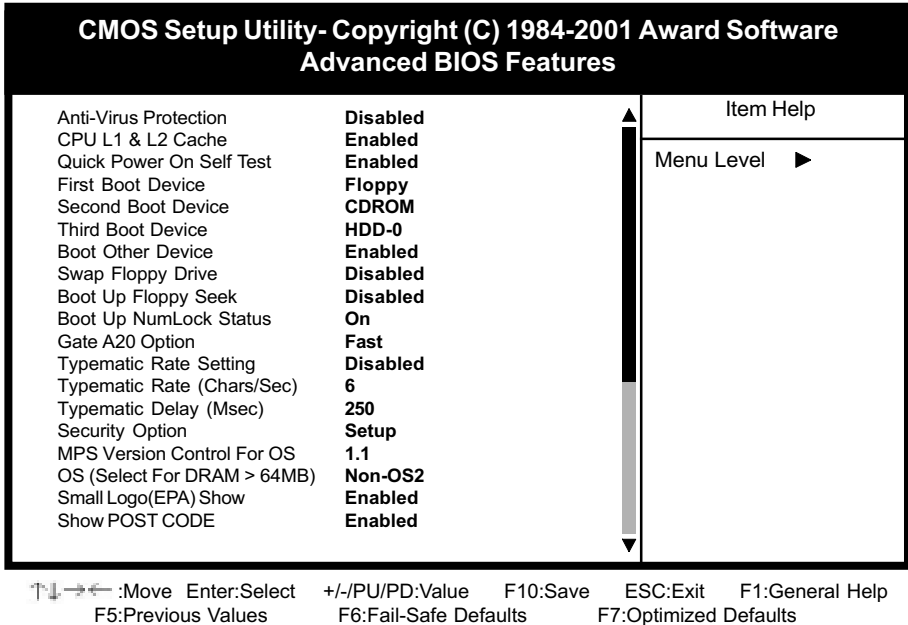 CMOS Setup Utility- Copyright (C) 1984-2001 Award Software
Advanced BIOS Features
Anti-Virus Protection Disabled
CPU L1 & L2 Cache Enabled
Quick Power On Self Test Enabled
First Boot Device Floppy
Second Boot Device CDROM
Third Boot Device HDD-0
Boot Other Device Enabled
Swap Floppy Drive Disabled
Boot Up Floppy Seek Disabled
Boot Up NumLock Status On
Gate A20 Option Fast
Typematic Rate Setting Disabled
Typematic Rate (Chars/Sec) 6
Typematic Delay (Msec) 250
Security Option Setup
MPS Version Control For OS 1.1
OS (Select For DRAM > 64MB) Non-OS2
Small Logo(EPA) Show Enabled
Show POST CODE Enabled
Item Help
Menu Level ▶
↑↓→← :Move Enter:Select +/-/PU/PD:Value F10:Save ESC:Exit F1:General Help
F5:Previous Values F6:Fail-Safe Defaults F7:Optimized Defaults